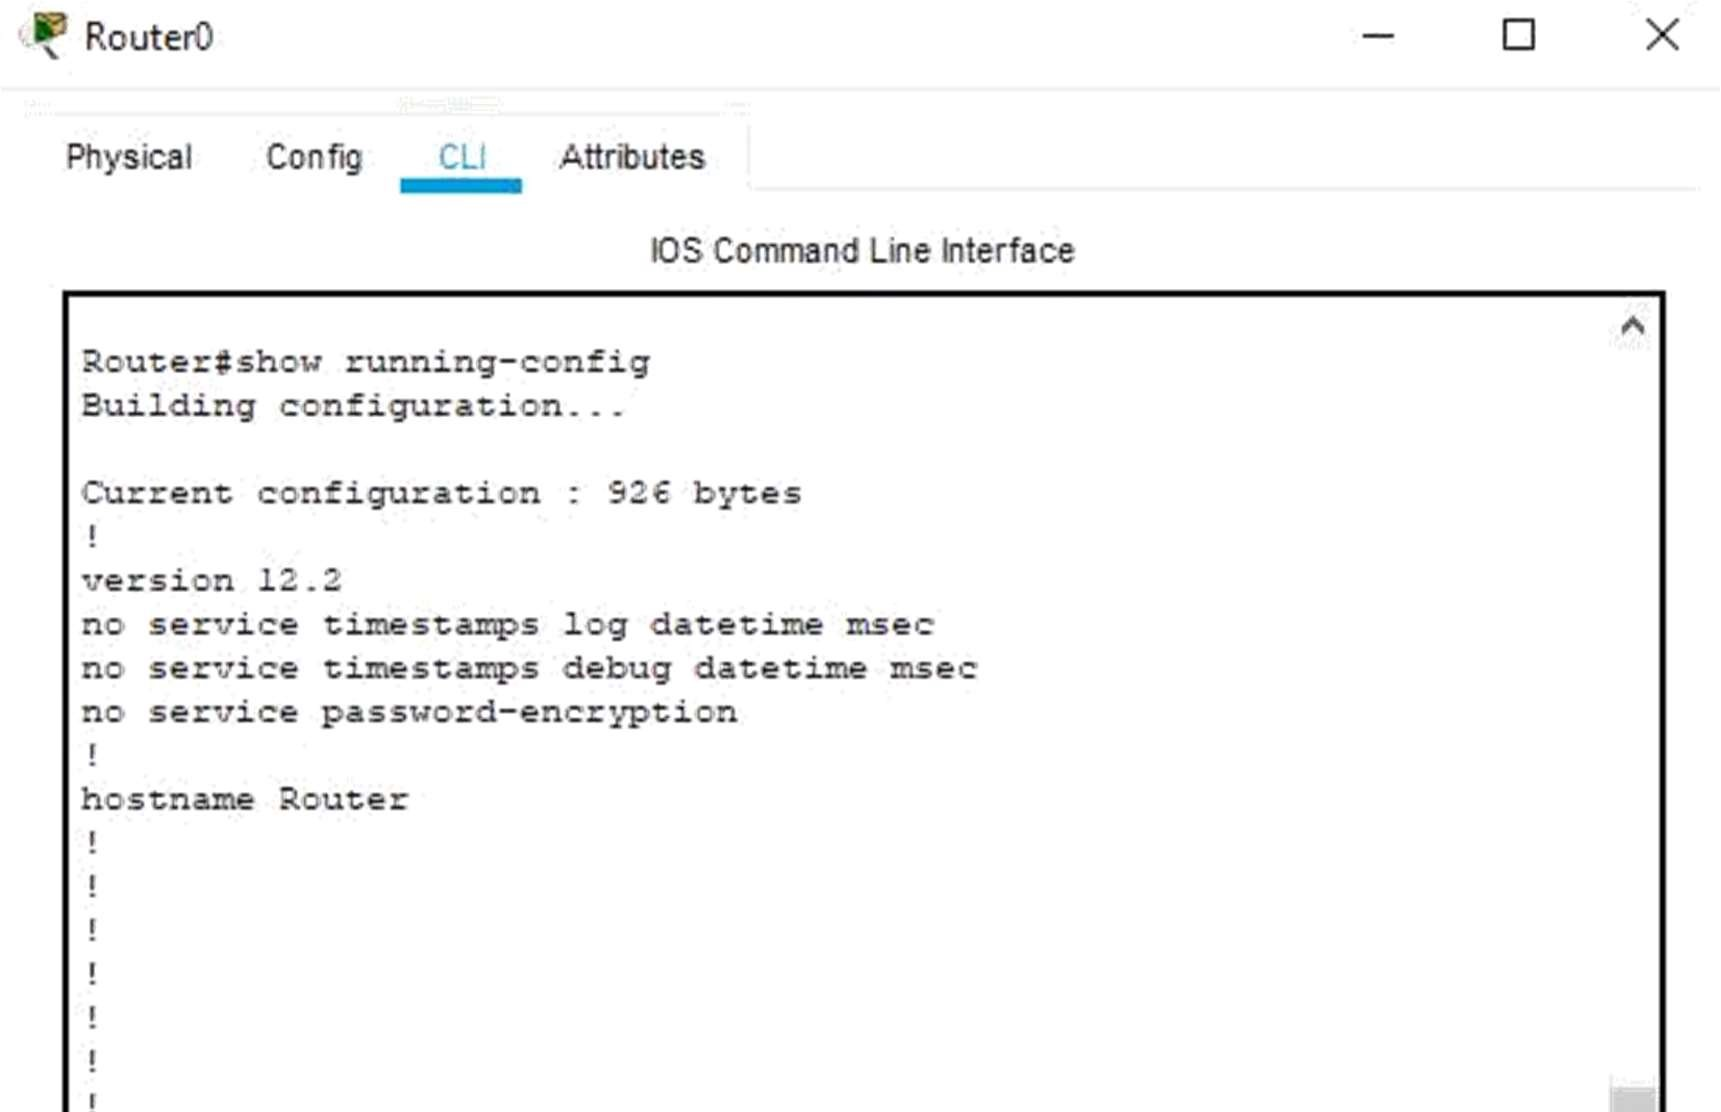 Router0
Physical Config CLI Attributes
IOS Command Line Interface
Router#show running-config
Building configuration...
Current configuration : 926 bytes
!
version 12.2
no service timestamps log datetime msec
no service timestamps debug datetime msec
no service password-encryption
!
hostname Router
!
!
!
!
!
!
!